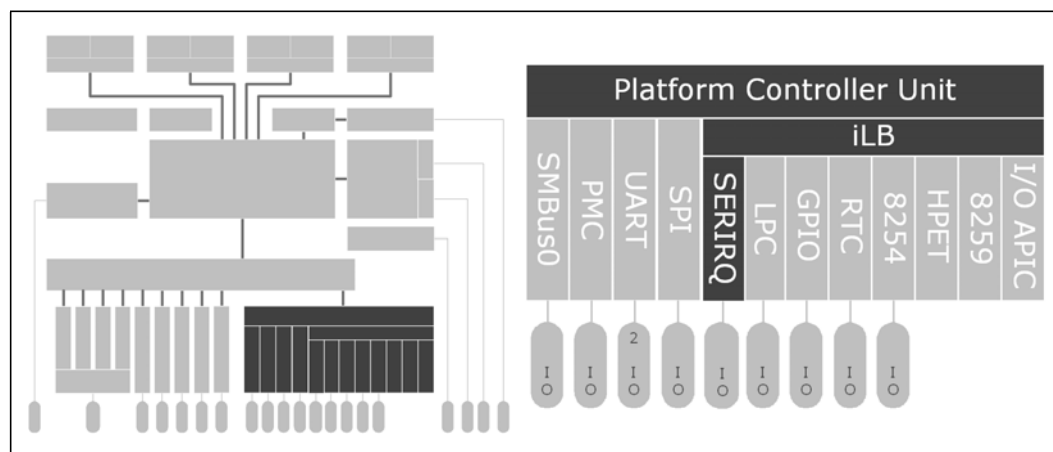 Platform Controller Unit
iLB
SMBus0
PMC
UART
SPI
SERIRQ
LPC
GPIO
RTC
8254
HPET
8259
I/O APIC
2
I O
I O
I O
I O
I O
I O
I O
I O
I O